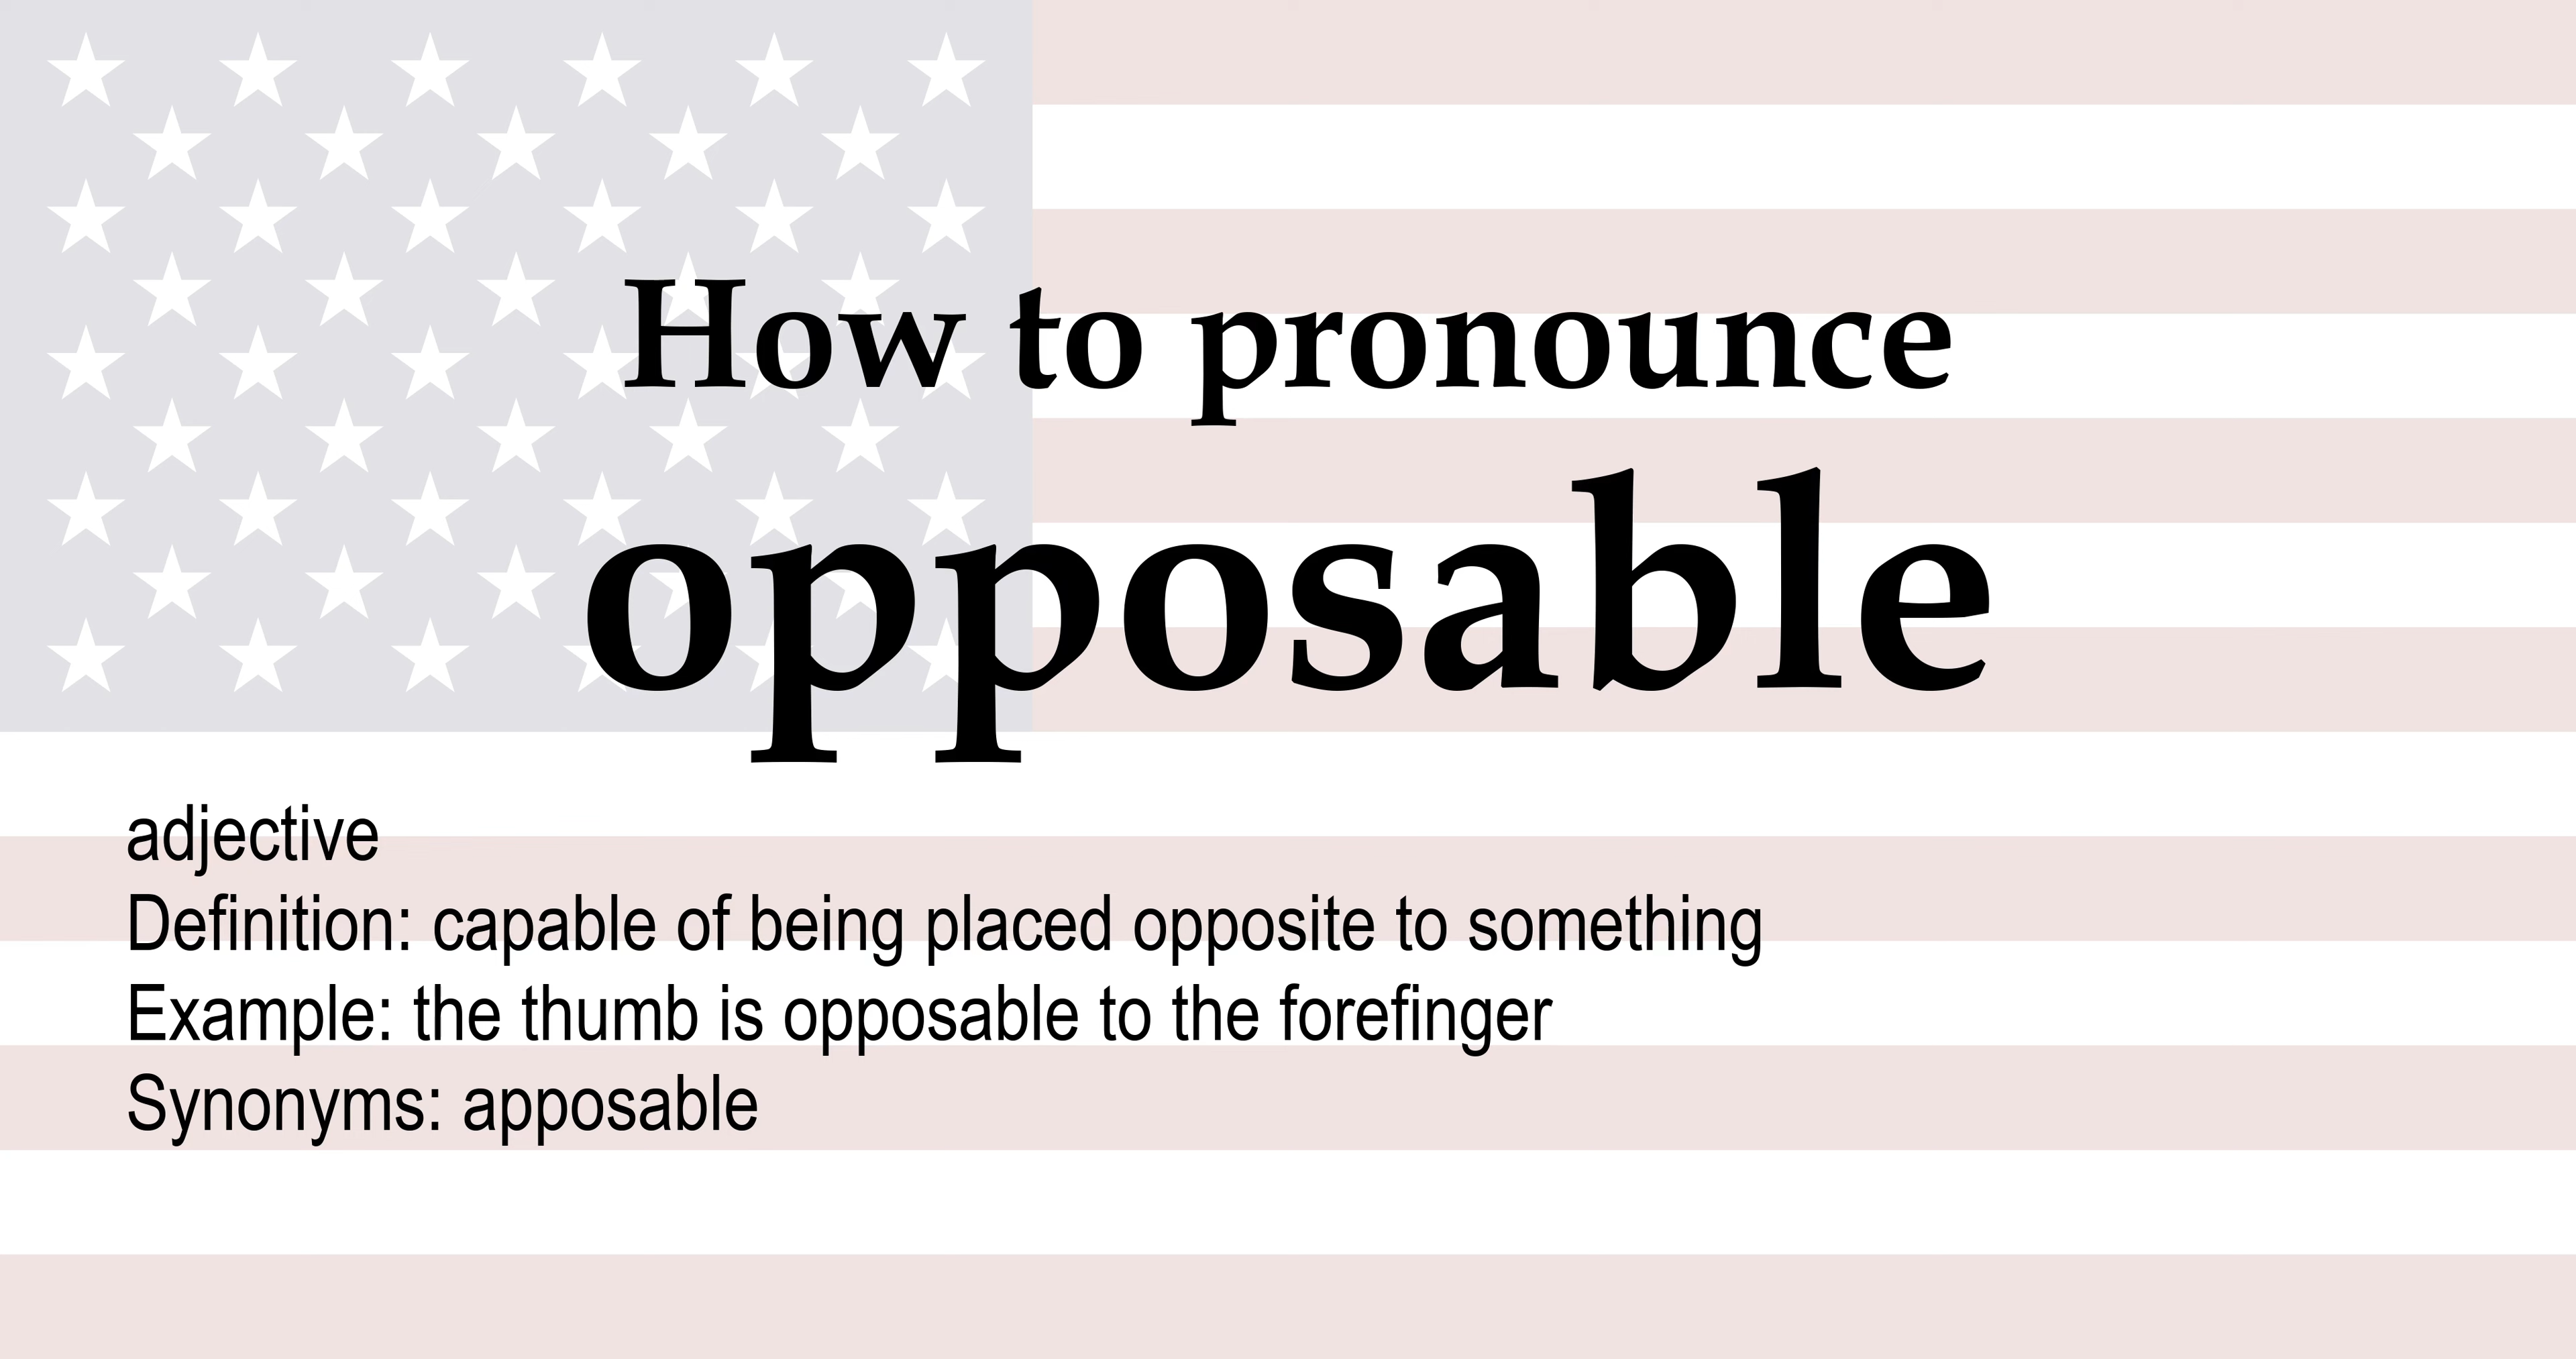 How to pronounce
opposable
adjective
Definition: capable of being placed opposite to something
Example: the thumb is opposable to the forefinger
Synonyms: apposable